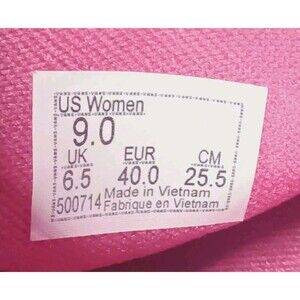 US Women
9.0
UK EUR CM
6.5 40.0 25.5
500714 Made in Vietnam
Fabrique en Vietnam